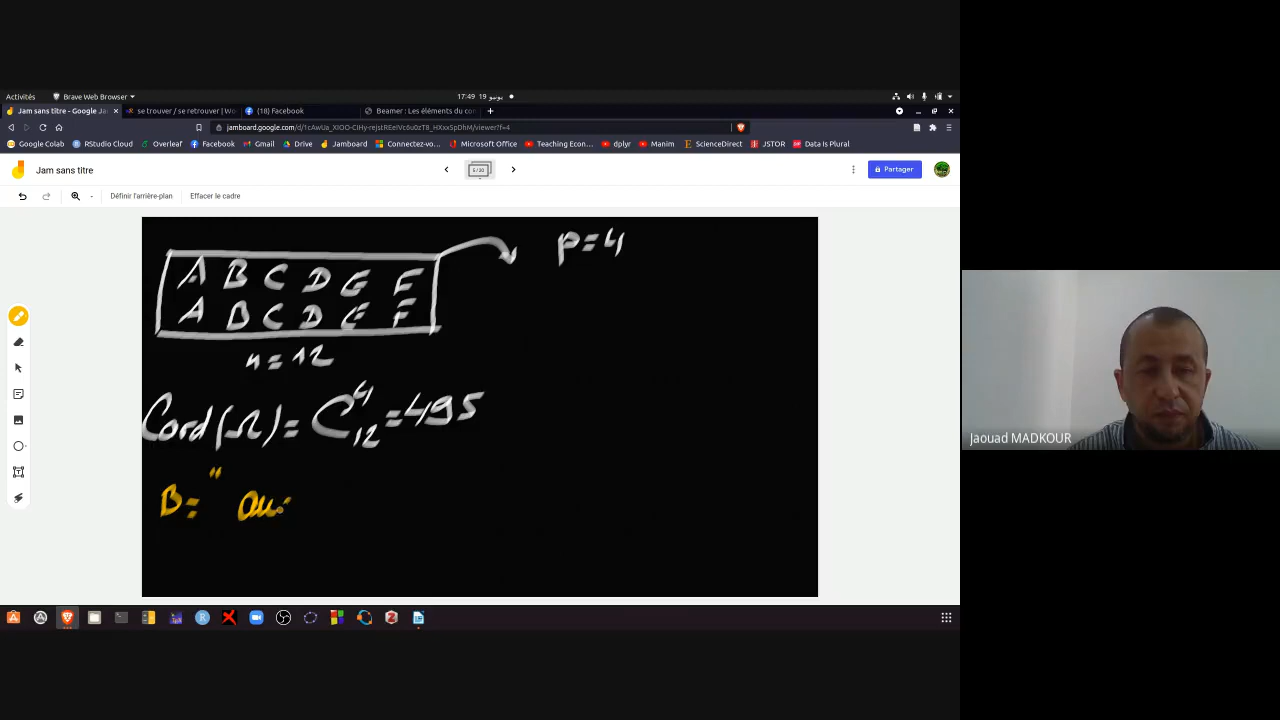 Activités
Brave Web Browser
17:49 19 يونيو
Jam sans titre - Google Ja
se trouver / se retrouver | Wo
(18) Facebook
Beamer : Les éléments du co
Google Colab
RStudio Cloud
Overleaf
Facebook
Gmail
Drive
Jamboard
Connectez-vo...
Microsoft Office
Teaching Econ...
dplyr
Manim
ScienceDirect
JSTOR
Data Is Plural
Jam sans titre
5/20
Partager
Définir l'arrière-plan
Effacer le cadre
A B C D E F
A B C D E F
p=4
n=12
Card(Ω)= C⁴₁₂=495
B= "
Jaouad MADKOUR